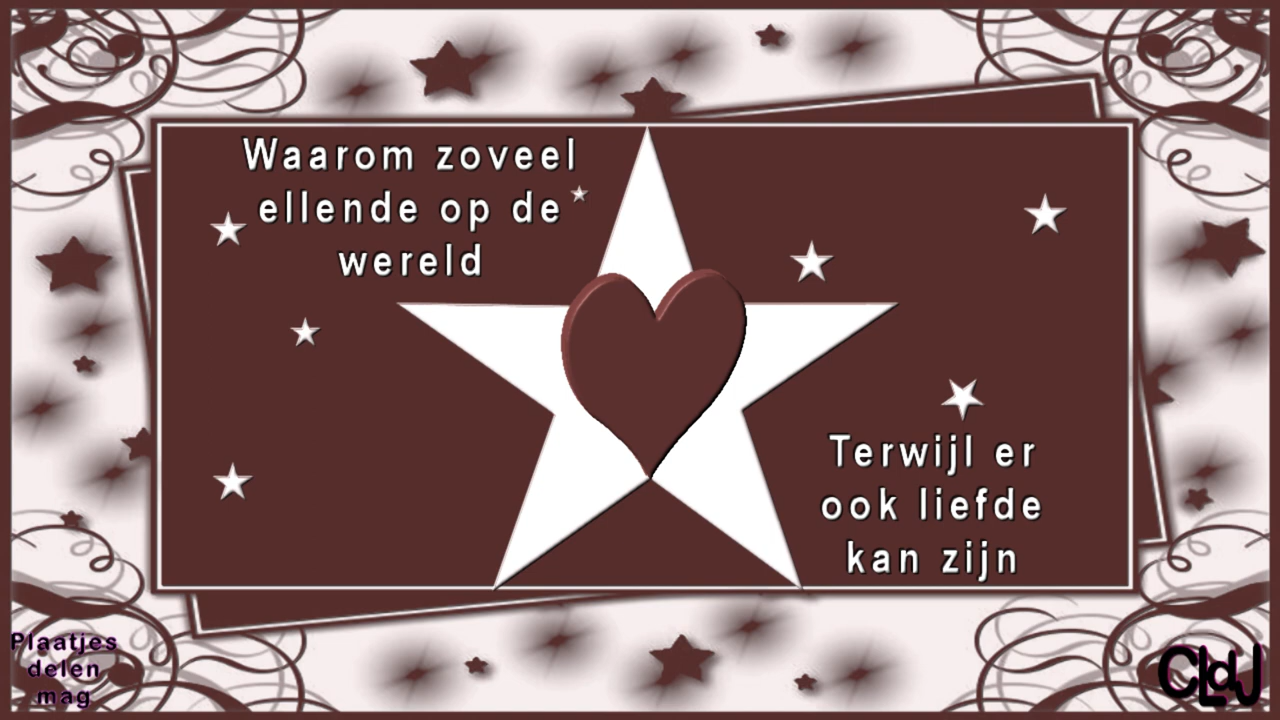 Waarom zoveel
ellende op de
wereld
Terwijl er
ook liefde
kan zijn
Plaatjes
delen
mag
CLdJ